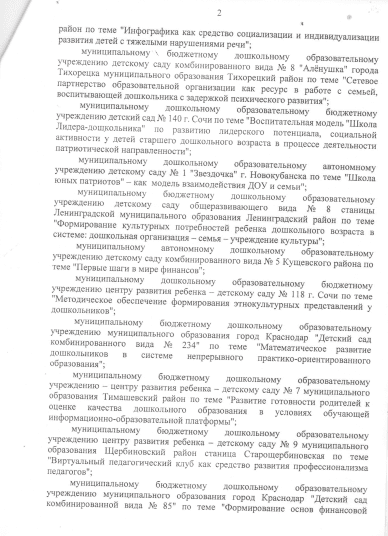 2
район по теме "Инфографика как средство социализации и индивидуализации
развития детей с тяжелыми нарушениями речи";
муниципальному бюджетному дошкольному образовательному
учреждению детскому саду комбинированного вида № 8 "Алёнушка" города
Тихорецка муниципального образования Тихорецкий район по теме "Сетевое
партнерство образовательной организации как ресурс в работе с семьей,
воспитывающей дошкольника с задержкой психического развития";
муниципальному дошкольному образовательному бюджетному
учреждению детский сад № 140 г. Сочи по теме "Воспитательная модель "Школа
Лидера-дошкольника" по развитию лидерского потенциала, социальной
активности у детей старшего дошкольного возраста в процессе деятельности
патриотической направленности";
муниципальному дошкольному образовательному автономному
учреждению детскому саду № 1 "Звездочка" г. Новокубанска по теме "Школа
юных патриотов" – как модель взаимодействия ДОУ и семьи";
муниципальному бюджетному дошкольному образовательному
учреждению детскому саду общеразвивающего вида № 8 станицы
Ленинградской муниципального образования Ленинградский район по теме
"Формирование культурных потребностей ребенка дошкольного возраста в
системе: дошкольная организация – семья – учреждение культуры";
муниципальному автономному дошкольному образовательному
учреждению детскому саду комбинированного вида № 5 Кущевского района по
теме "Первые шаги в мире финансов";
муниципальному дошкольному образовательному бюджетному
учреждению центру развития ребенка – детскому саду № 118 г. Сочи по теме
"Методическое обеспечение формирования этнокультурных представлений у
дошкольников";
муниципальному бюджетному дошкольному образовательному
учреждению муниципального образования город Краснодар "Детский сад
комбинированного вида № 234" по теме "Математическое развитие
дошкольников в системе непрерывного практико-ориентированного
образования";
муниципальному бюджетному дошкольному образовательному
учреждению – центру развития ребенка – детскому саду № 7 муниципального
образования Тимашевский район по теме "Развитие готовности родителей к
оценке качества дошкольного образования в условиях обучающей
информационно-образовательной платформы";
муниципальному бюджетному дошкольному образовательному
учреждению центру развития ребенка – детскому саду № 9 муниципального
образования Щербиновский район станица Старощербиновская по теме
"Виртуальный педагогический клуб как средство развития профессионализма
педагогов";
муниципальному бюджетному дошкольному образовательному
учреждению муниципального образования город Краснодар "Детский сад
комбинированной вида № 85" по теме "Формирование основ финансовой